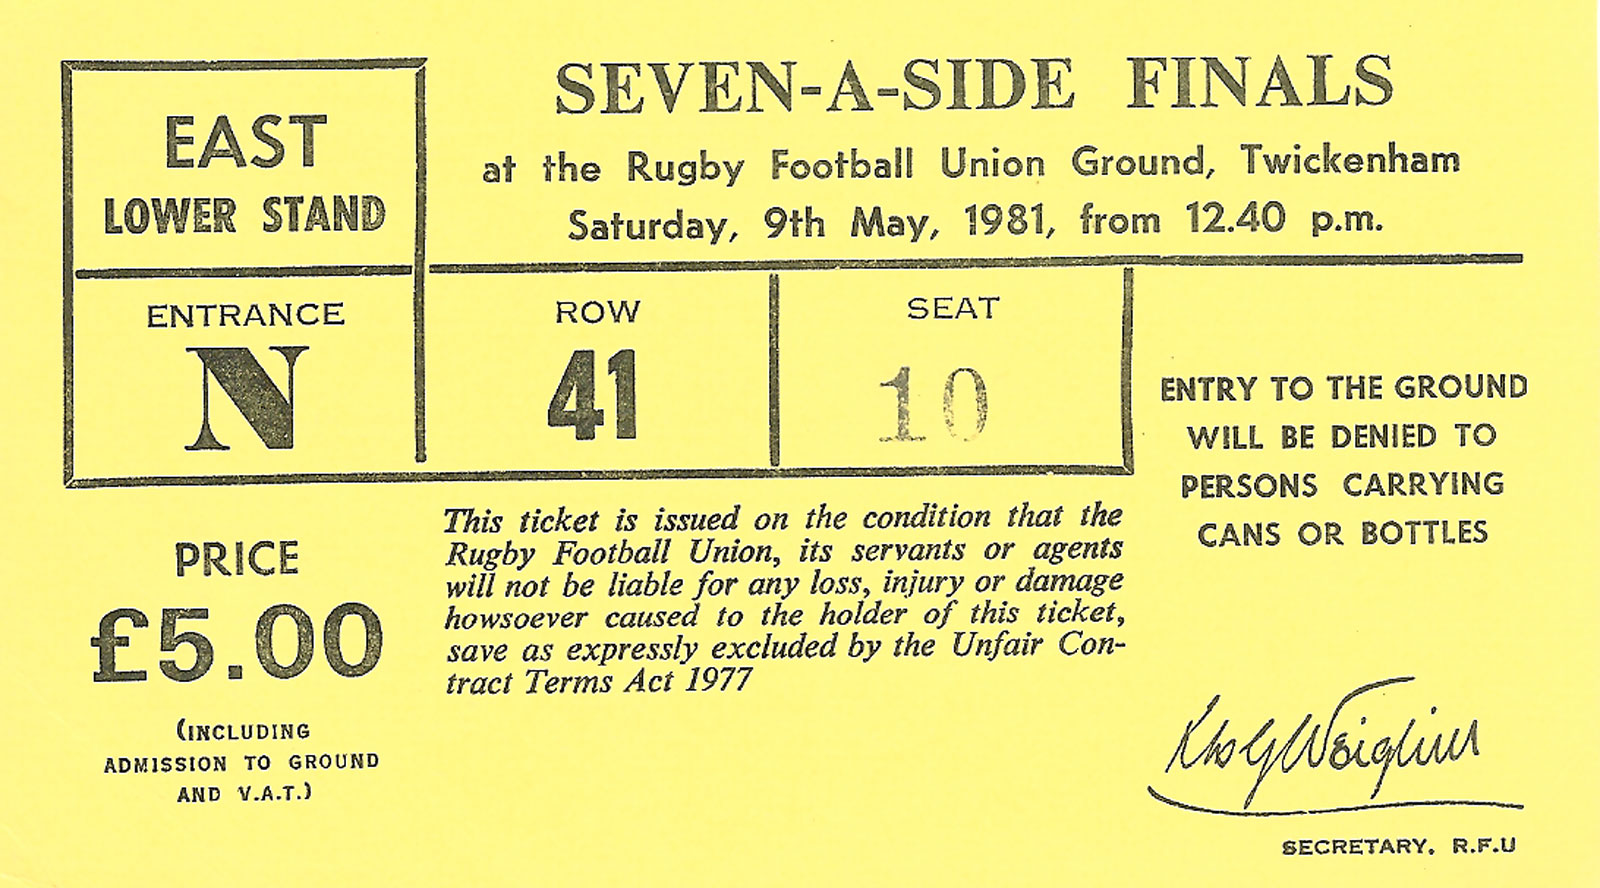 EAST
LOWER STAND
SEVEN-A-SIDE FINALS
at the Rugby Football Union Ground, Twickenham
Saturday, 9th May, 1981, from 12.40 p.m.
ENTRANCE
N
ROW
41
SEAT
10
ENTRY TO THE GROUND
WILL BE DENIED TO
PERSONS CARRYING
CANS OR BOTTLES
PRICE
£5.00
(INCLUDING
ADMISSION TO GROUND
AND V.A.T.)
This ticket is issued on the condition that the
Rugby Football Union, its servants or agents
will not be liable for any loss, injury or damage
howsoever caused to the holder of this ticket,
save as expressly excluded by the Unfair Con-
tract Terms Act 1977
SECRETARY, R.F.U